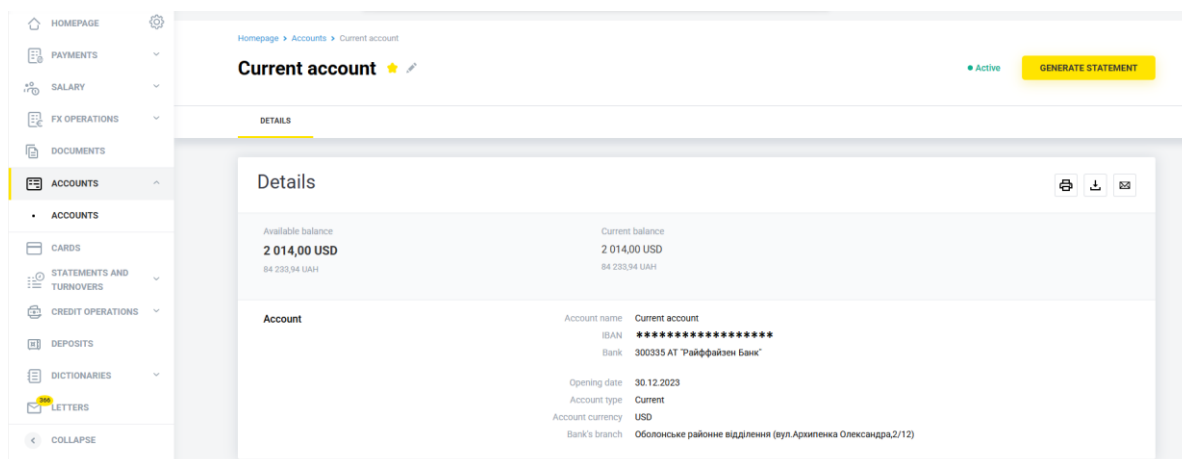 HOMEPAGE
PAYMENTS
SALARY
FX OPERATIONS
DOCUMENTS
ACCOUNTS
ACCOUNTS
CARDS
STATEMENTS AND
TURNOVERS
CREDIT OPERATIONS
DEPOSITS
DICTIONARIES
366
LETTERS
COLLAPSE
Homepage > Accounts > Current account
Current account
Active
GENERATE STATEMENT
DETAILS
Details
Available balance
2 014,00 USD
84 233,94 UAH
Current balance
2 014,00 USD
84 233,94 UAH
Account
Account name Current account
IBAN ******************
Bank 300335 АТ "Райффайзен Банк"
Opening date 30.12.2023
Account type Current
Account currency USD
Bank's branch Оболонське районне відділення (вул.Архипенка Олександра,2/12)